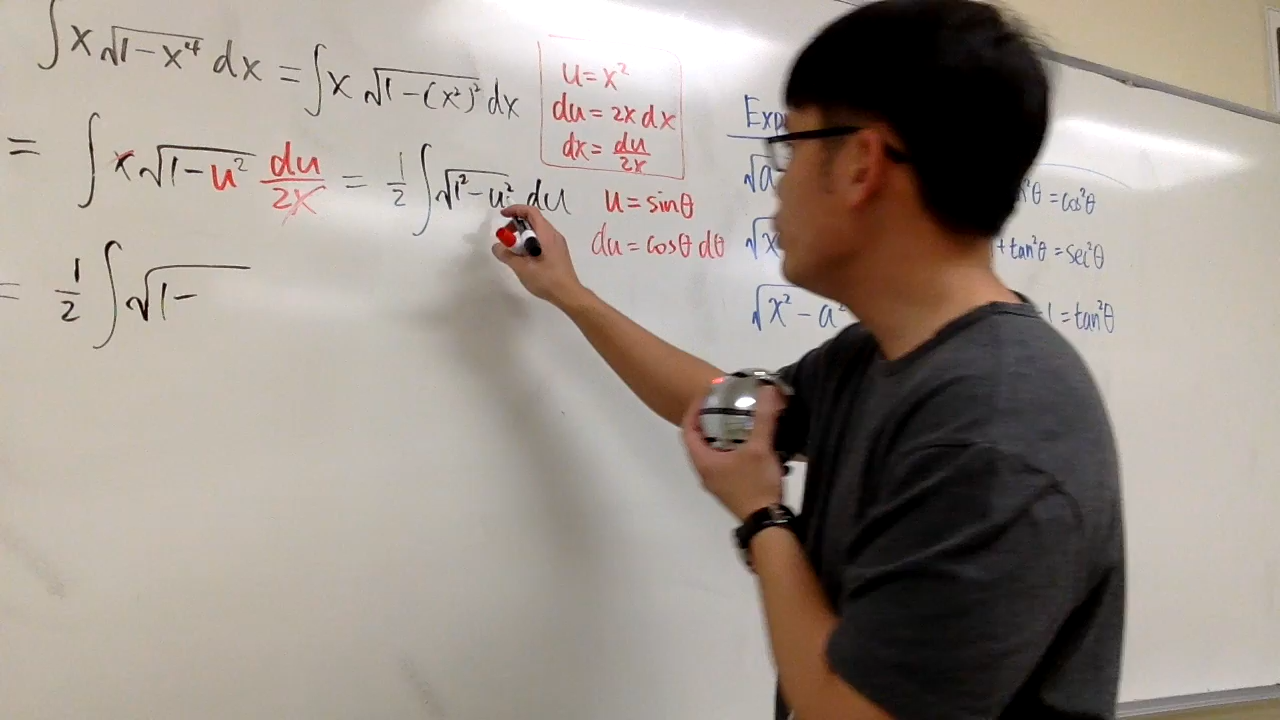 ∫x√(1-x⁴) dx = ∫x√(1-(x²)²) dx
= ∫x√(1-u²) du/2x = 1/2 ∫√(1²-u²) du
= 1/2 ∫√(1-
u = x²
du = 2x dx
dx = du/2x
u = sinθ
du = cosθ dθ
√a
²θ = cos²θ
√x
+ tan²θ = sec²θ
√x² - a²
-1 = tan²θ